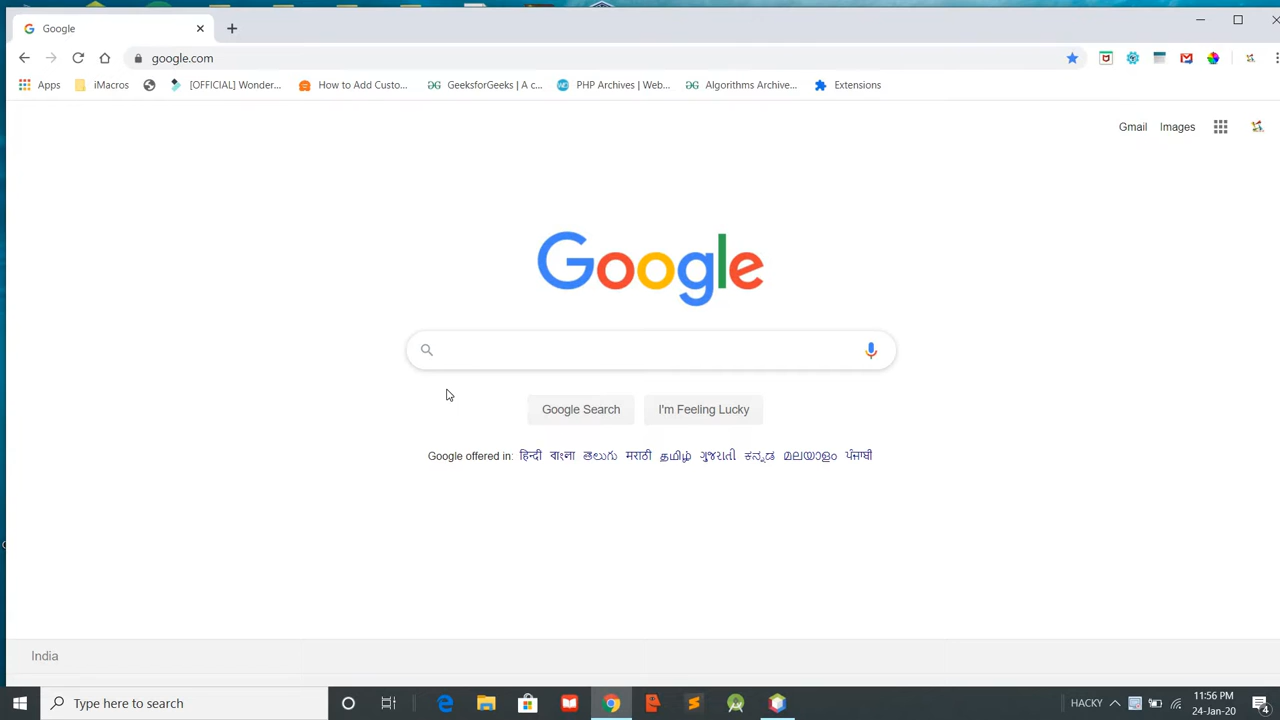 Google
google.com
Apps iMacros [OFFICIAL] Wonder... How to Add Custo... GeeksforGeeks | A c... PHP Archives | Web... Algorithms Archive... Extensions
Gmail Images
Google
Google Search I'm Feeling Lucky
Google offered in: हिन्दी বাংলা తెలుగు मराठी தமிழ் ગુજરાતી ಕನ್ನಡ മലയാളം ਪੰਜਾਬੀ
India
Type here to search
HACKY
11:56 PM
24-Jan-20
4